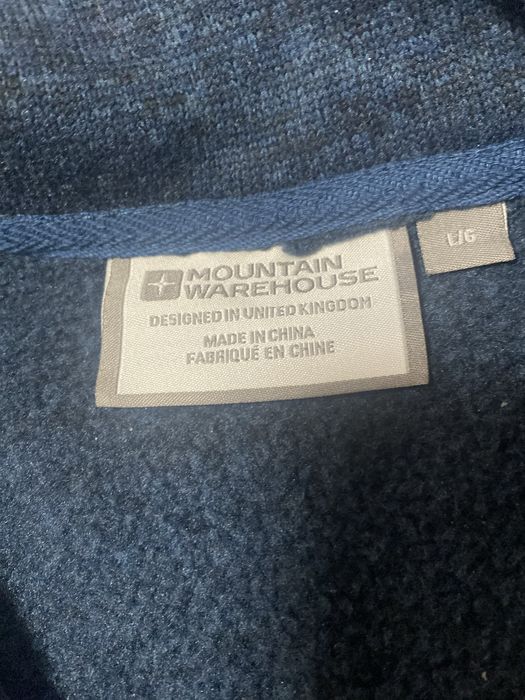 MOUNTAIN
WAREHOUSE
DESIGNED IN UNITED KINGDOM
MADE IN CHINA
FABRIQUÉ EN CHINE
L/G